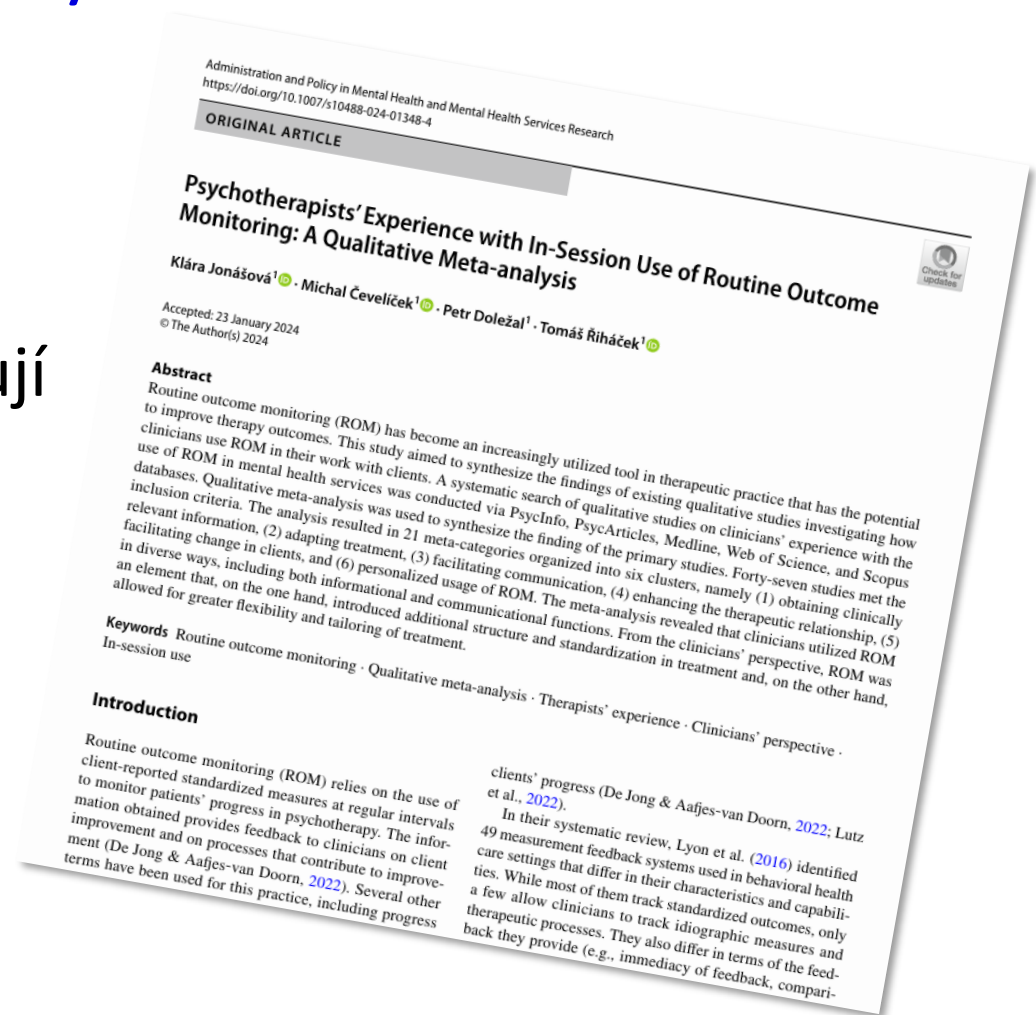 ují
Administration and Policy in Mental Health and Mental Health Services Research
https://doi.org/10.1007/s10488-024-01348-4
ORIGINAL ARTICLE
Check for
updates
Psychotherapists' Experience with In-Session Use of Routine Outcome
Monitoring: A Qualitative Meta-analysis
Klára Jonášová¹ · Michal Čevelíček¹ · Petr Doležal¹ · Tomáš Řiháček¹
Accepted: 23 January 2024
© The Author(s) 2024
Abstract
Routine outcome monitoring (ROM) has become an increasingly utilized tool in therapeutic practice that has the potential
to improve therapy outcomes. This study aimed to synthesize the findings of existing qualitative studies investigating how
clinicians use ROM in their work with clients. A systematic search of qualitative studies on clinicians' experience with the
use of ROM in mental health services was conducted via PsycInfo, PsycArticles, Medline, Web of Science, and Scopus
databases. Qualitative meta-analysis was used to synthesize the finding of the primary studies. Forty-seven studies met the
inclusion criteria. The analysis resulted in 21 meta-categories organized into six clusters, namely (1) obtaining clinically
relevant information, (2) adapting treatment, (3) facilitating communication, (4) enhancing the therapeutic relationship, (5)
facilitating change in clients, and (6) personalized usage of ROM. The meta-analysis revealed that clinicians utilized ROM
in diverse ways, including both informational and communicational functions. From the clinicians' perspective, ROM was
an element that, on the one hand, introduced additional structure and standardization in treatment and, on the other hand,
allowed for greater flexibility and tailoring of treatment.
Keywords Routine outcome monitoring · Qualitative meta-analysis · Therapists' experience · Clinicians' perspective ·
In-session use
Introduction
Routine outcome monitoring (ROM) relies on the use of
client-reported standardized measures at regular intervals
to monitor patients' progress in psychotherapy. The infor-
mation obtained provides feedback to clinicians on client
improvement and on processes that contribute to improve-
ment (De Jong & Aafjes-van Doorn, 2022). Several other
terms have been used for this practice, including progress
clients' progress (De Jong & Aafjes-van Doorn, 2022; Lutz
et al., 2022).
In their systematic review, Lyon et al. (2016) identified
49 measurement feedback systems used in behavioral health
care settings that differ in their characteristics and capabili-
ties. While most of them track standardized outcomes, only
a few allow clinicians to track idiographic measures and
therapeutic processes. They also differ in terms of the feed-
back they provide (e.g., immediacy of feedback, compari-